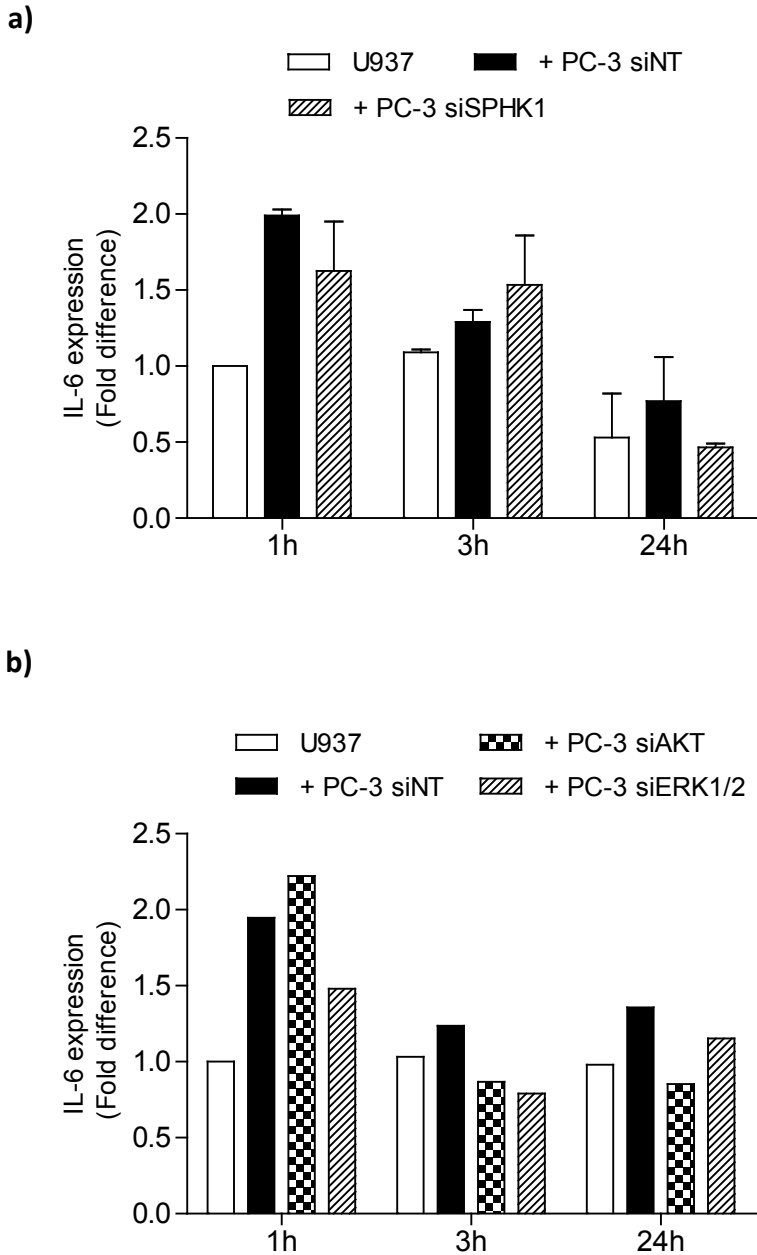 a)
U937
+ PC-3 siNT
+ PC-3 siSPHK1
IL-6 expression
(Fold difference)
2.5
2.0
1.5
1.0
0.5
0.0
1h
3h
24h
b)
U937
+ PC-3 siAKT
+ PC-3 siNT
+ PC-3 siERK1/2
IL-6 expression
(Fold difference)
2.5
2.0
1.5
1.0
0.5
0.0
1h
3h
24h